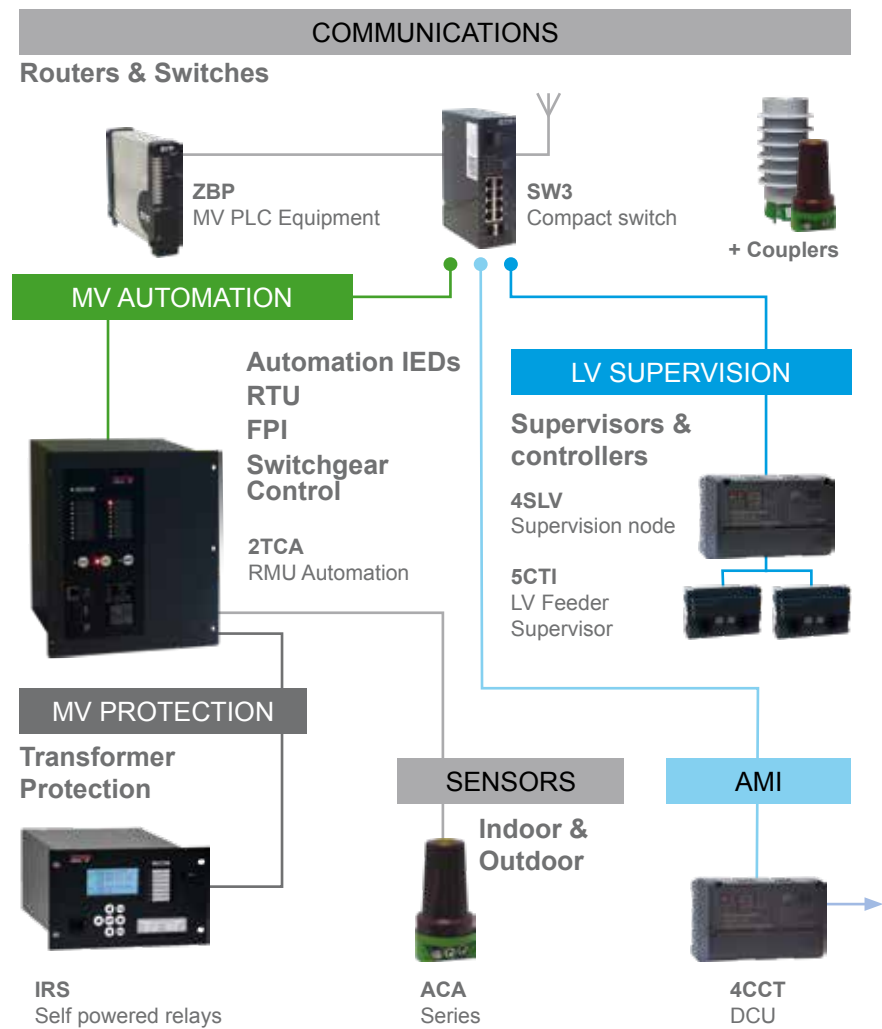 COMMUNICATIONS
Routers & Switches
ZBP
MV PLC Equipment
SW3
Compact switch
+ Couplers
MV AUTOMATION
Automation IEDs
RTU
FPI
Switchgear
Control
2TCA
RMU Automation
LV SUPERVISION
Supervisors &
controllers
4SLV
Supervision node
5CTI
LV Feeder
Supervisor
MV PROTECTION
Transformer
Protection
IRS
Self powered relays
SENSORS
Indoor &
Outdoor
ACA
Series
AMI
4CCT
DCU